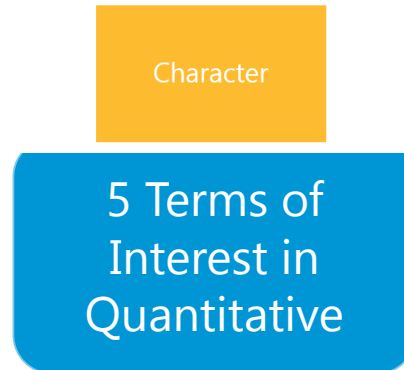 Character
5 Terms of
Interest in
Quantitative